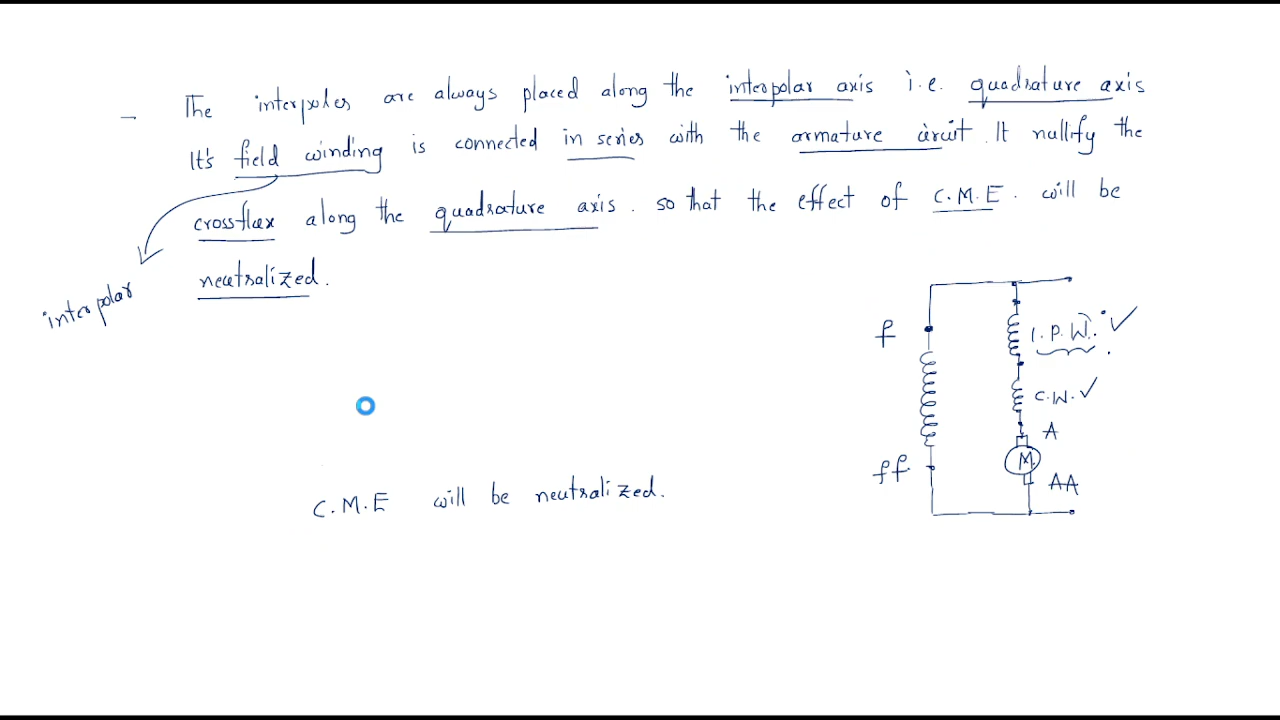 - The interpoles are always placed along the interpolar axis i.e. quadrature axis
It's field winding is connected in series with the armature circuit. It nullify the
crossflux along the quadrature axis. so that the effect of C.M.E. will be
neutralized.
interpolar
f
I.P.W.
C.W.
A
M
ff
AA
C.M.E will be neutralized.